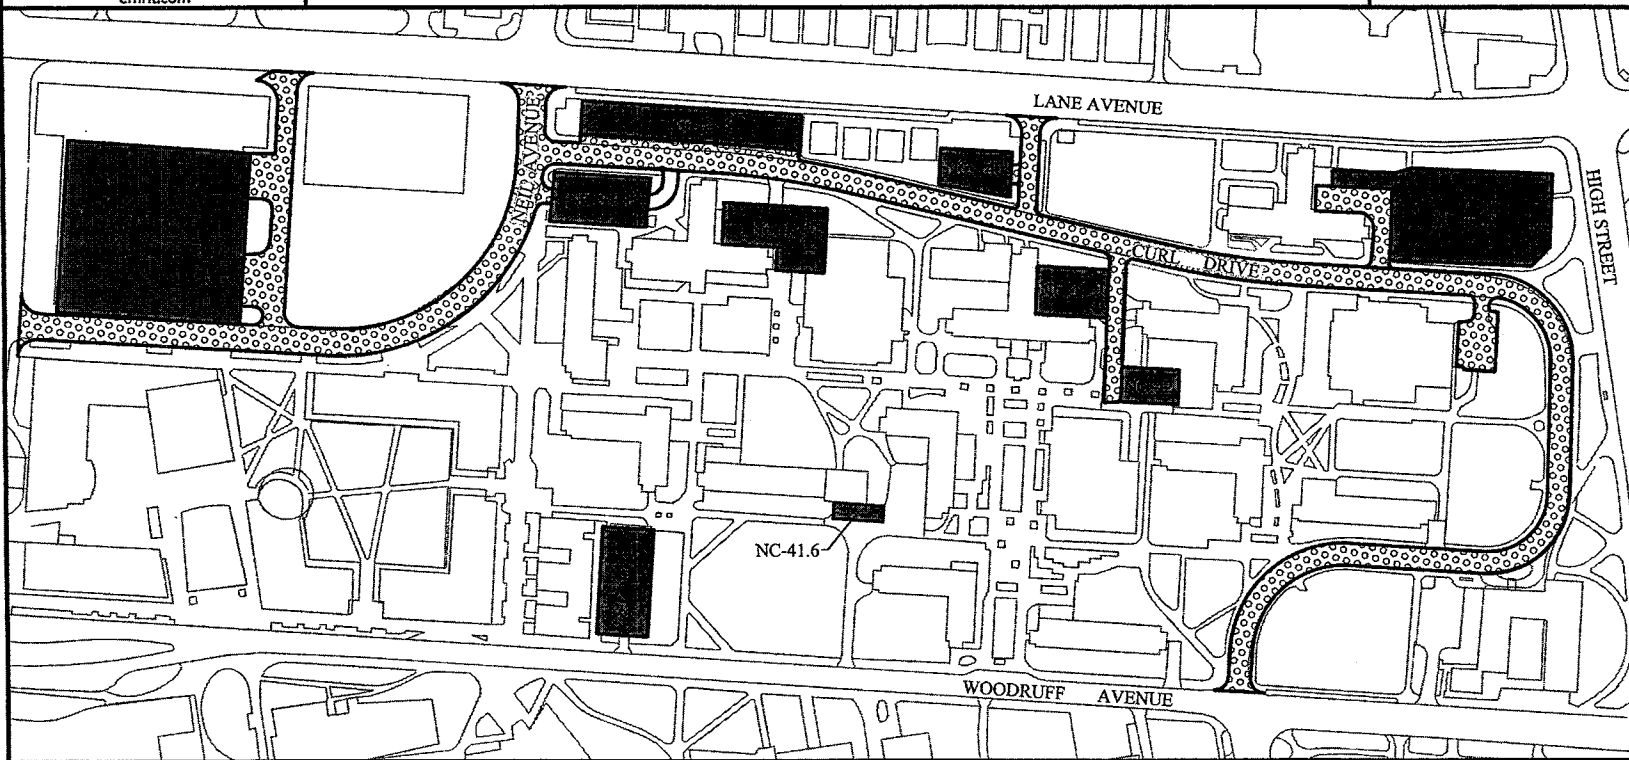 LANE AVENUE
NEIL AVENUE
HIGH STREET
CURL DRIVE
NC-41.6
WOODRUFF AVENUE